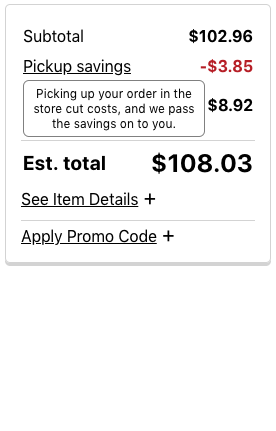 Subtotal $102.96
Pickup savings -$3.85
Picking up your order in the
store cut costs, and we pass
the savings on to you.
$8.92
Est. total $108.03
See Item Details +
Apply Promo Code +